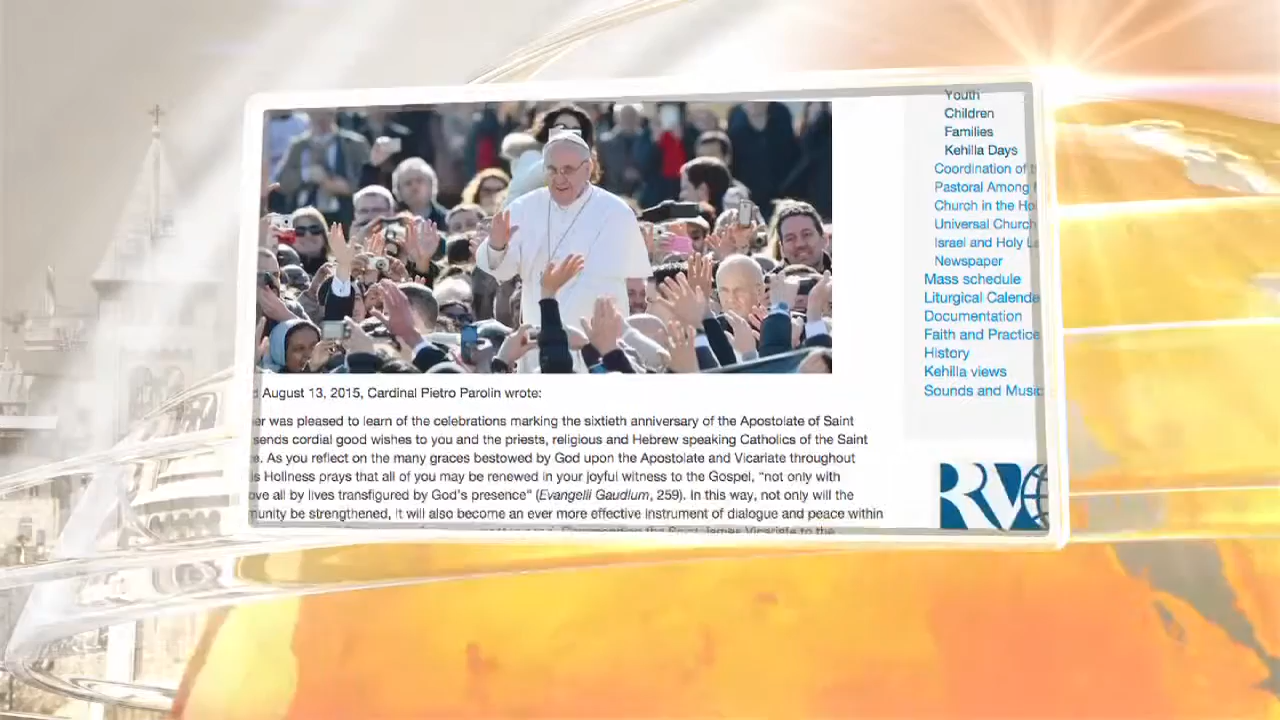 Youth
Children
Families
Kehilla Days
Coordination of
Pastoral Among
Church in the
Universal Church
Israel and Holy
Newspaper
Mass schedule
Liturgical
Documentation
Faith and Practice
History
Kehilla views
Sounds and Music
August 13, 2015, Cardinal Pietro Parolin wrote:
was pleased to learn of the celebrations marking the sixtieth anniversary of the Apostolate of Saint
sends cordial good wishes to you and the priests, religious and Hebrew speaking Catholics of the Saint
As you reflect on the many graces bestowed by God upon the Apostolate and Vicariate throughout
Holiness prays that all of you may be renewed in your joyful witness to the Gospel, “not only with
all by lives transfigured by God's presence” (Evangelii Gaudium, 259). In this way, not only will the
be strengthened, it will also become an ever more effective instrument of dialogue and peace within
the Saint James Vicariate to the
RV